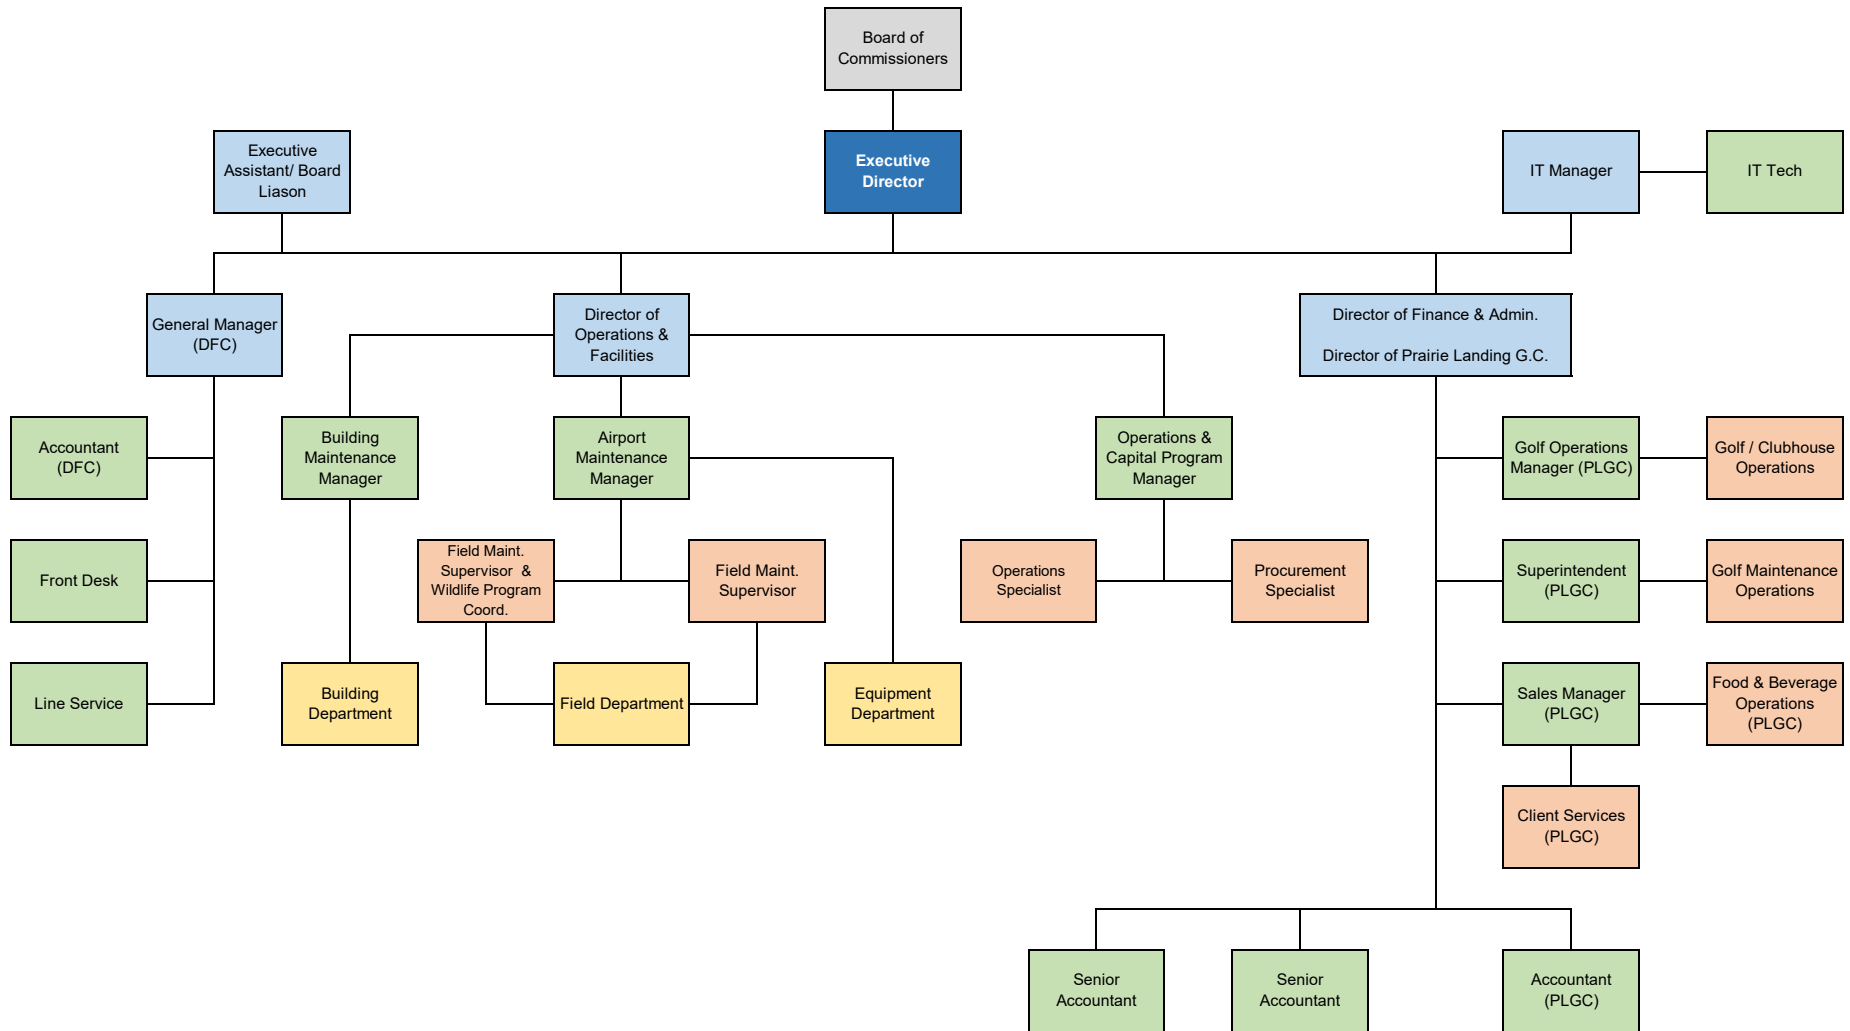 Board of
Commissioners
Executive
Assistant/ Board
Liason
Executive
Director
IT Manager
IT Tech
General Manager
(DFC)
Director of
Operations &
Facilities
Director of Finance & Admin.
Director of Prairie Landing G.C.
Accountant
(DFC)
Building
Maintenance
Manager
Airport
Maintenance
Manager
Operations &
Capital Program
Manager
Golf Operations
Manager (PLGC)
Golf / Clubhouse
Operations
Front Desk
Field Maint.
Supervisor &
Wildlife Program
Coord.
Field Maint.
Supervisor
Operations
Specialist
Procurement
Specialist
Superintendent
(PLGC)
Golf Maintenance
Operations
Line Service
Building
Department
Field Department
Equipment
Department
Sales Manager
(PLGC)
Food & Beverage
Operations
(PLGC)
Client Services
(PLGC)
Senior
Accountant
Senior
Accountant
Accountant
(PLGC)